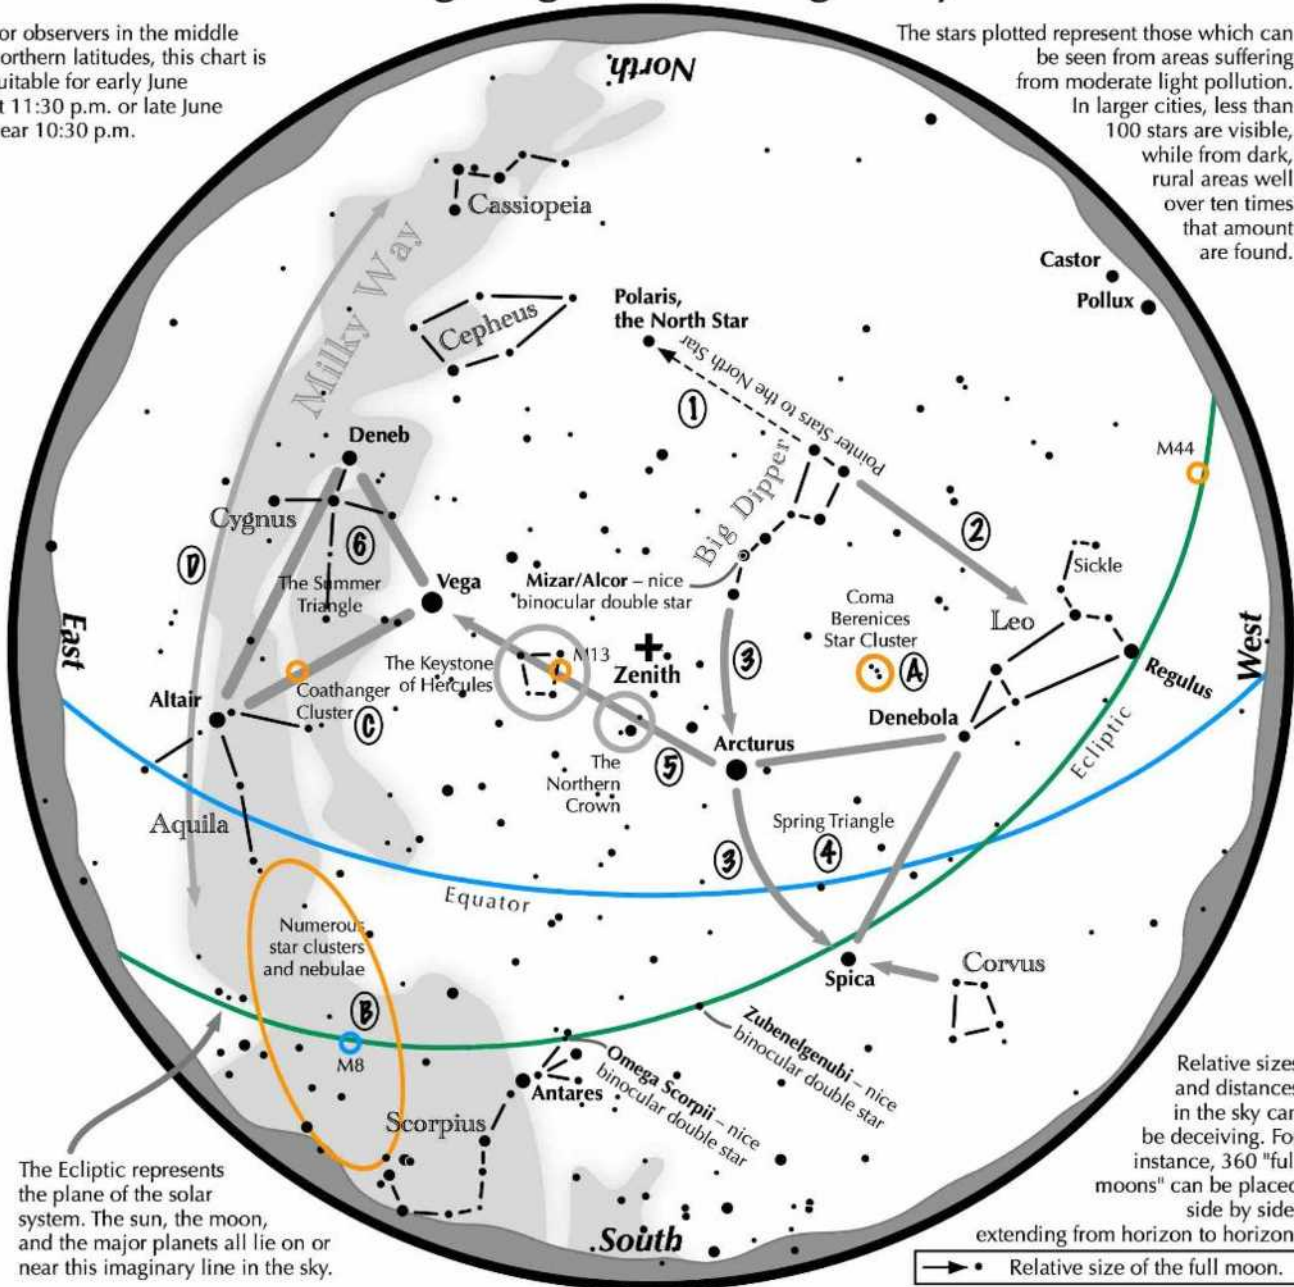 or observers in the middle
orthern latitudes, this chart is
uitable for early June
t 11:30 p.m. or late June
ear 10:30 p.m.
The stars plotted represent those which can
be seen from areas suffering
from moderate light pollution.
In larger cities, less than
100 stars are visible,
while from dark,
rural areas well
over ten times
that amount
are found.
North
Cassiopeia
Milky Way
Castor
Pollux
Cepheus
Polaris,
the North Star
Pointer Stars to the North Star
1
Deneb
M44
Cygnus
Big Dipper
2
6
D
Sickle
The Summer
Triangle
Vega
Mizar/Alcor – nice
binocular double star
Coma
Berenices
Star Cluster
A
Leo
East
West
The Keystone
of Hercules
M13
Zenith
3
Regulus
Altair
Coathanger
Cluster
C
Denebola
Arcturus
The
Northern
Crown
5
Ecliptic
Aquila
Spring Triangle
3
4
Equator
Numerous
star clusters
and nebulae
Spica
Corvus
B
M8
Zubenelgenubi – nice
binocular double star
Omega Scorpii – nice
binocular double star
Antares
Scorpius
South
The Ecliptic represents
the plane of the solar
system. The sun, the moon,
and the major planets all lie on or
near this imaginary line in the sky.
Relative sizes
and distances
in the sky can
be deceiving. For
instance, 360 "full
moons" can be placed
side by side
extending from horizon to horizon
Relative size of the full moon.